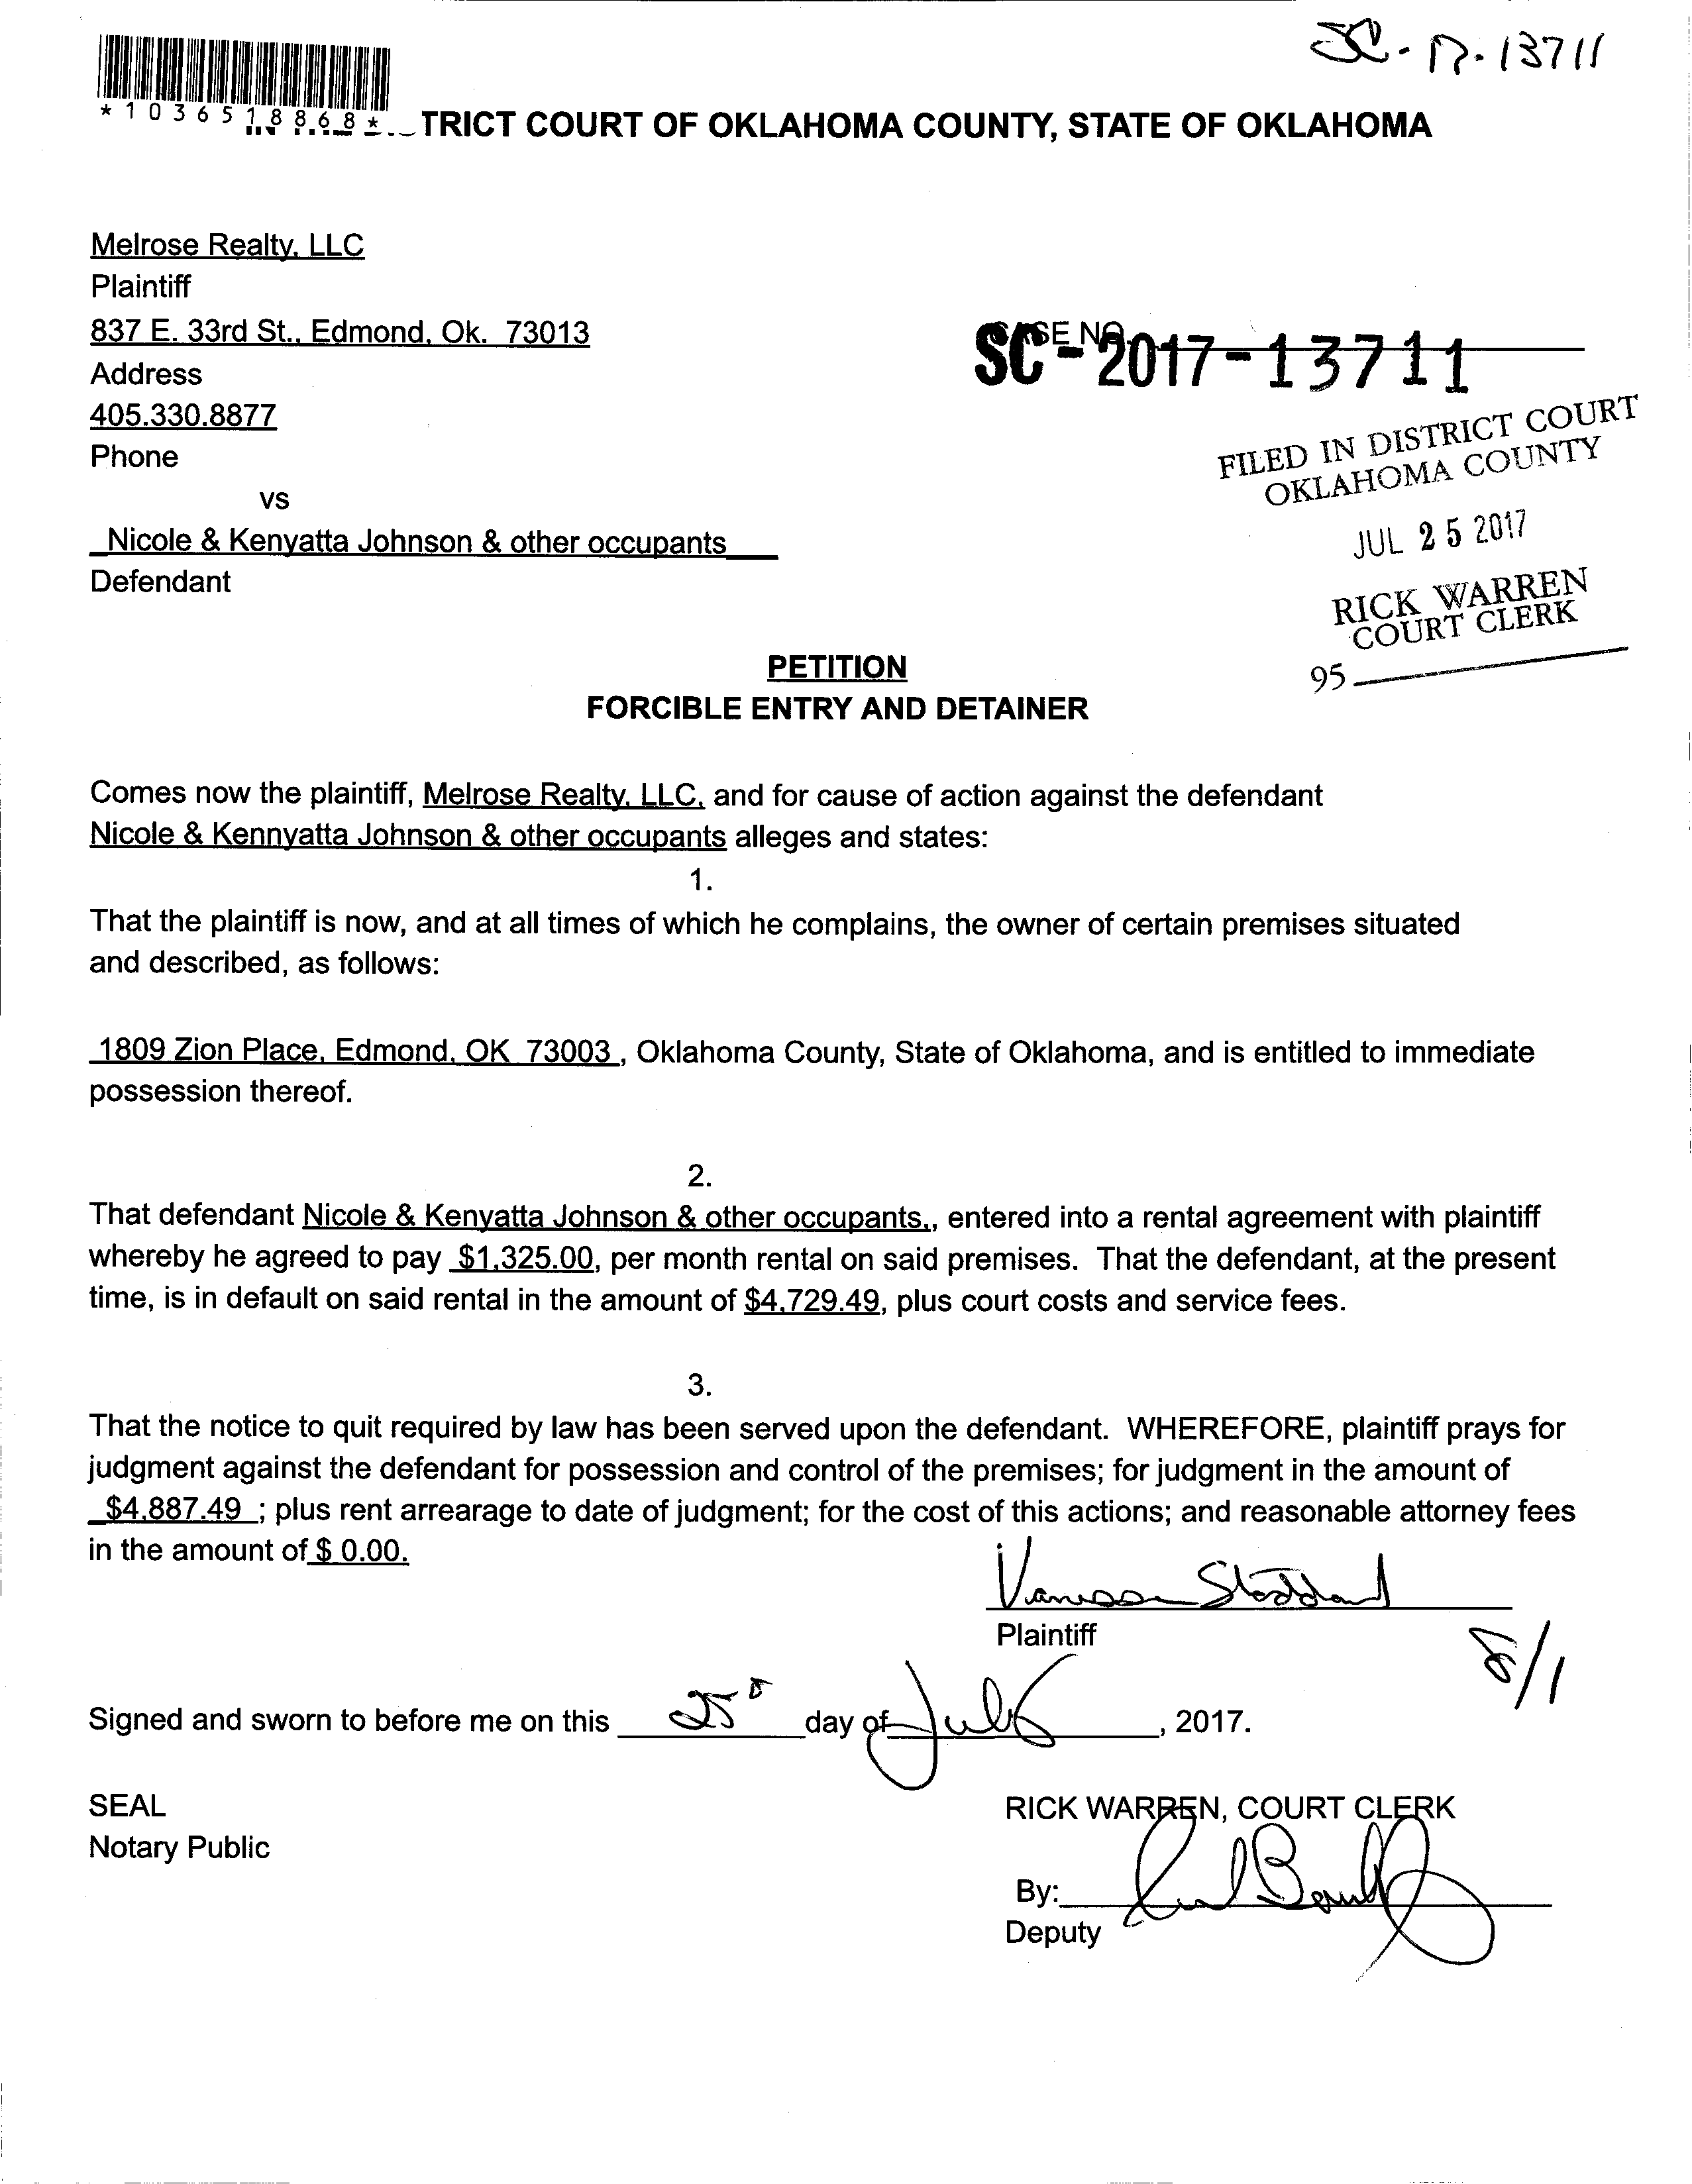 SC-17-13711
*1036518868*
TRICT COURT OF OKLAHOMA COUNTY, STATE OF OKLAHOMA
Melrose Realty, LLC
Plaintiff
837 E. 33rd St., Edmond, Ok. 73013
Address
CASE NO.
SC-2017-13711
405.330.8877
Phone
FILED IN DISTRICT COURT
OKLAHOMA COUNTY
vs
JUL 25 2017
Nicole & Kenyatta Johnson & other occupants
Defendant
RICK WARREN
COURT CLERK
95
PETITION
FORCIBLE ENTRY AND DETAINER
Comes now the plaintiff, Melrose Realty, LLC, and for cause of action against the defendant
Nicole & Kennyatta Johnson & other occupants alleges and states:
1.
That the plaintiff is now, and at all times of which he complains, the owner of certain premises situated
and described, as follows:
1809 Zion Place, Edmond, OK 73003 , Oklahoma County, State of Oklahoma, and is entitled to immediate
possession thereof.
2.
That defendant Nicole & Kenyatta Johnson & other occupants., entered into a rental agreement with plaintiff
whereby he agreed to pay $1,325.00, per month rental on said premises. That the defendant, at the present
time, is in default on said rental in the amount of $4,729.49, plus court costs and service fees.
3.
That the notice to quit required by law has been served upon the defendant. WHEREFORE, plaintiff prays for
judgment against the defendant for possession and control of the premises; for judgment in the amount of
$4,887.49 ; plus rent arrearage to date of judgment; for the cost of this actions; and reasonable attorney fees
in the amount of $ 0.00.
Vanessa Stoddard
Plaintiff
8/1
Signed and sworn to before me on this 25th day of July, 2017.
SEAL
RICK WARREN, COURT CLERK
Notary Public
By:
Deputy